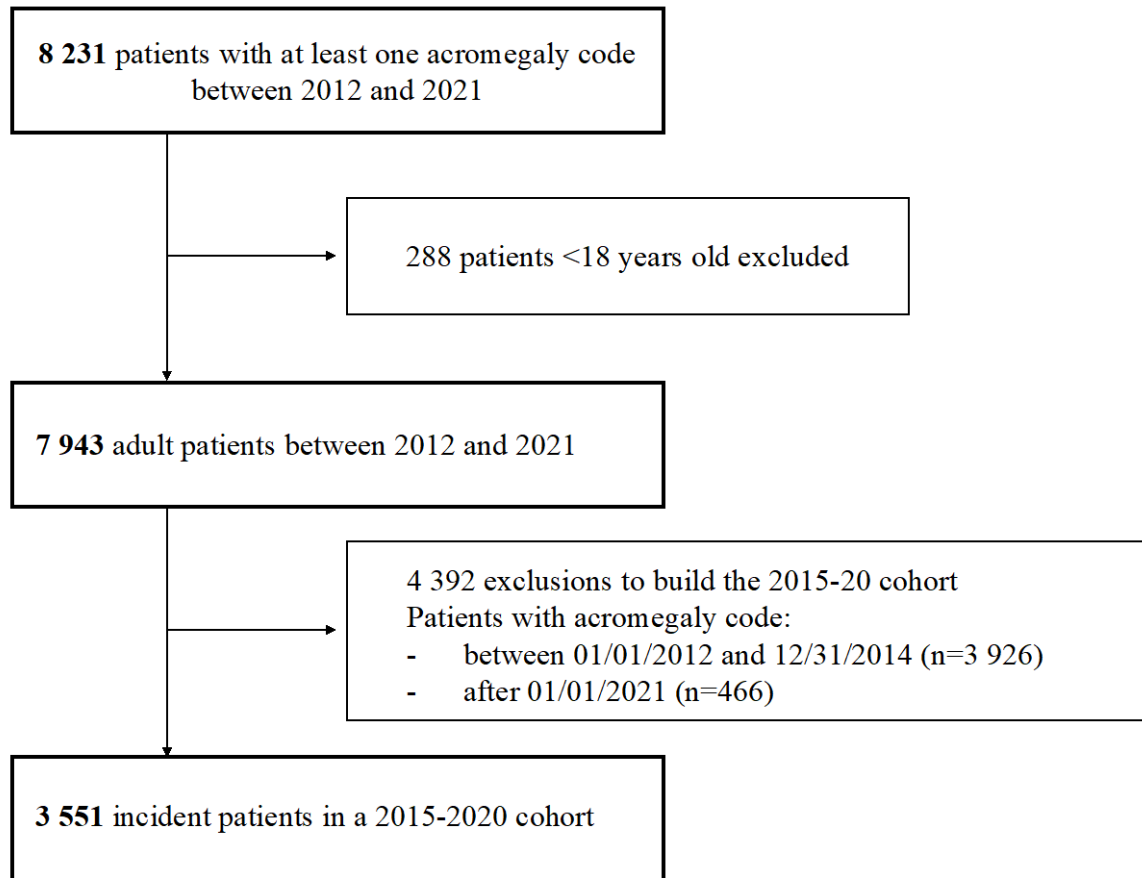 8 231 patients with at least one acromegaly code
between 2012 and 2021
288 patients <18 years old excluded
7 943 adult patients between 2012 and 2021
4 392 exclusions to build the 2015-20 cohort
Patients with acromegaly code:
- between 01/01/2012 and 12/31/2014 (n=3 926)
- after 01/01/2021 (n=466)
3 551 incident patients in a 2015-2020 cohort